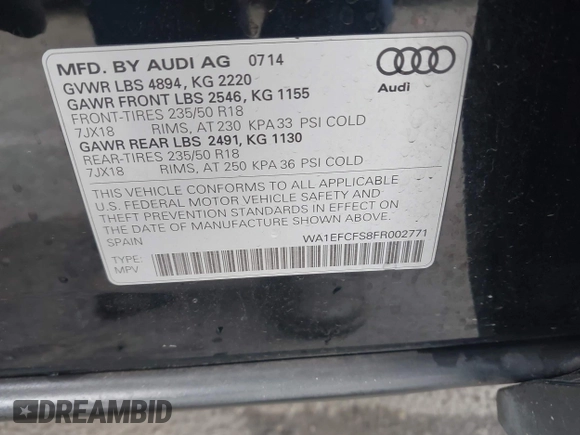 MFD. BY AUDI AG 0714
GVWR LBS 4894, KG 2220
GAWR FRONT LBS 2546, KG 1155
FRONT-TIRES 235/50 R18
7JX18 RIMS, AT 230 KPA 33 PSI COLD
GAWR REAR LBS 2491, KG 1130
REAR-TIRES 235/50 R18
7JX18 RIMS, AT 250 KPA 36 PSI COLD
Audi
THIS VEHICLE CONFORMS TO ALL APPLICABLE
U.S. FEDERAL MOTOR VEHICLE SAFETY AND
THEFT PREVENTION STANDARDS IN EFFECT ON THE
DATE OF MANUFACTURE SHOWN ABOVE.
SPAIN WA1EFCFS8FR002771
TYPE:
MPV
DREAMBID